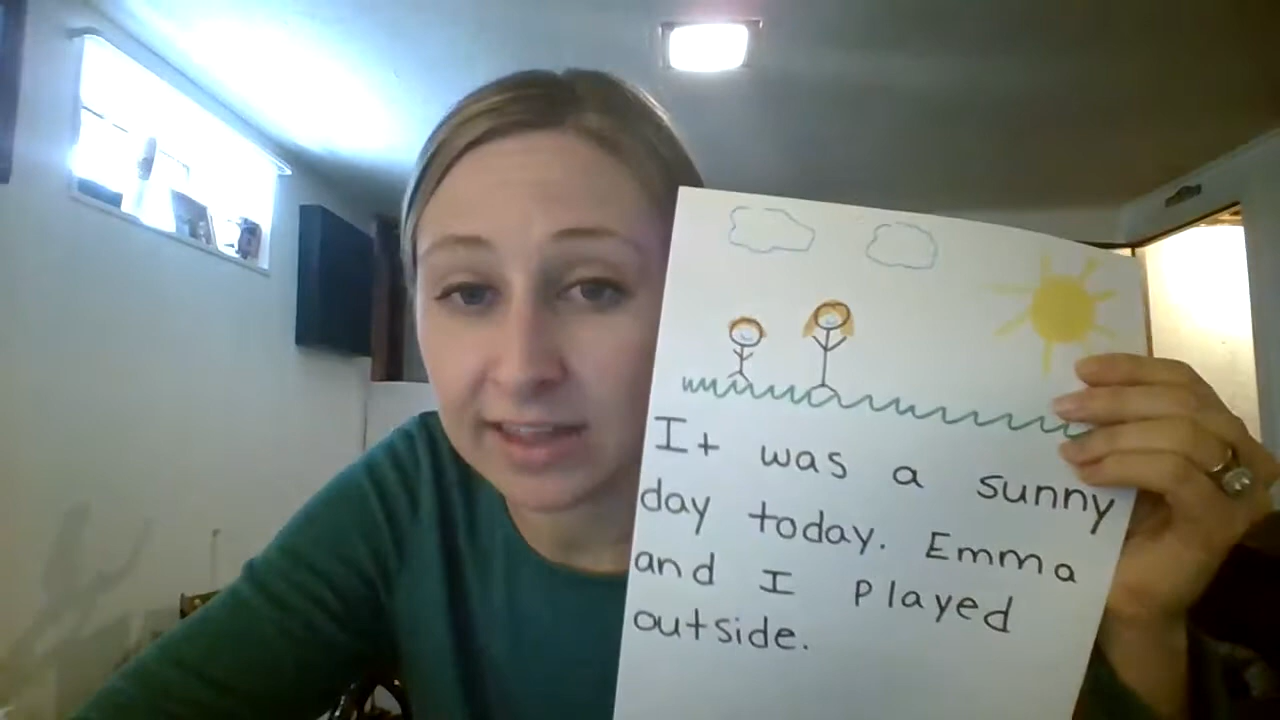 It was a sunny
day today. Emma
and I played
outside.